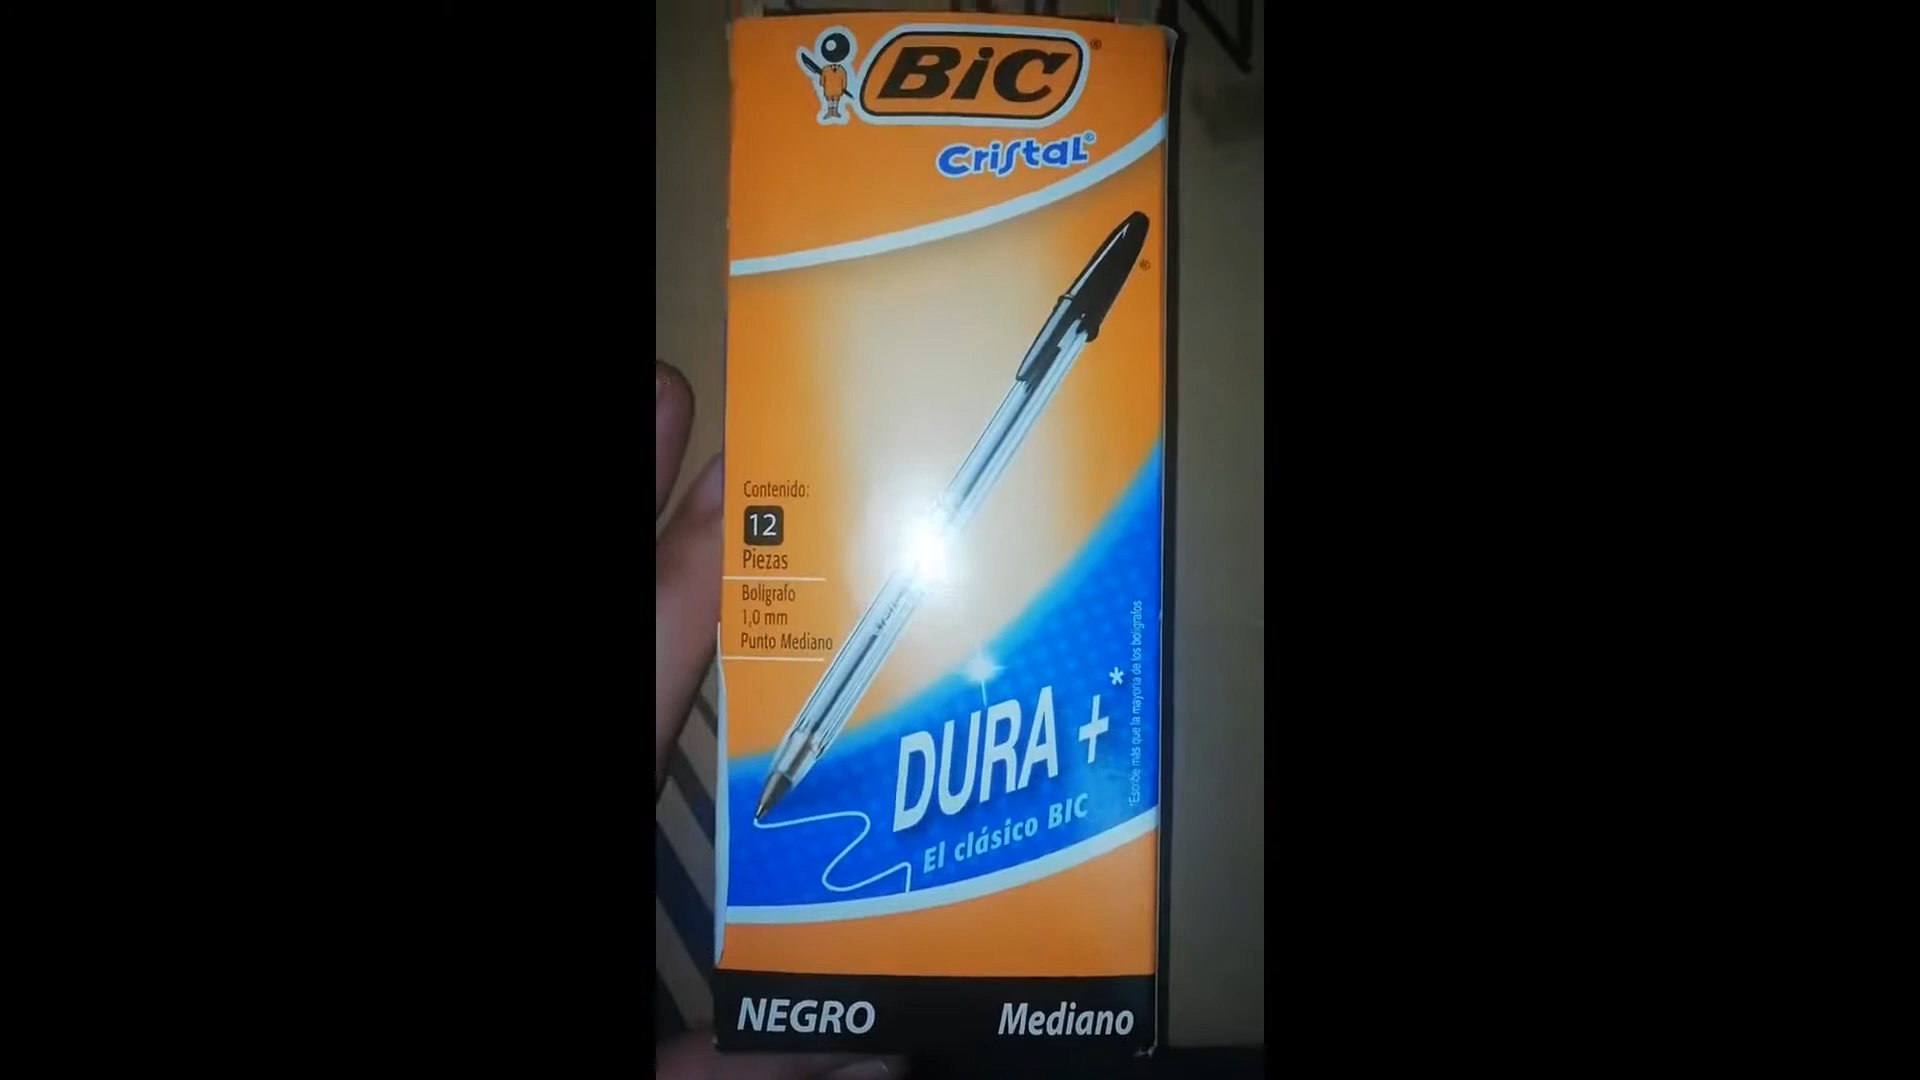 BiC®
Cristal®
Contenido:
12
Piezas
Bolígrafo
1,0 mm
Punto Mediano
DURA +*
El clásico BIC
*Escribe más que la mayoría de los bolígrafos
NEGRO
Mediano